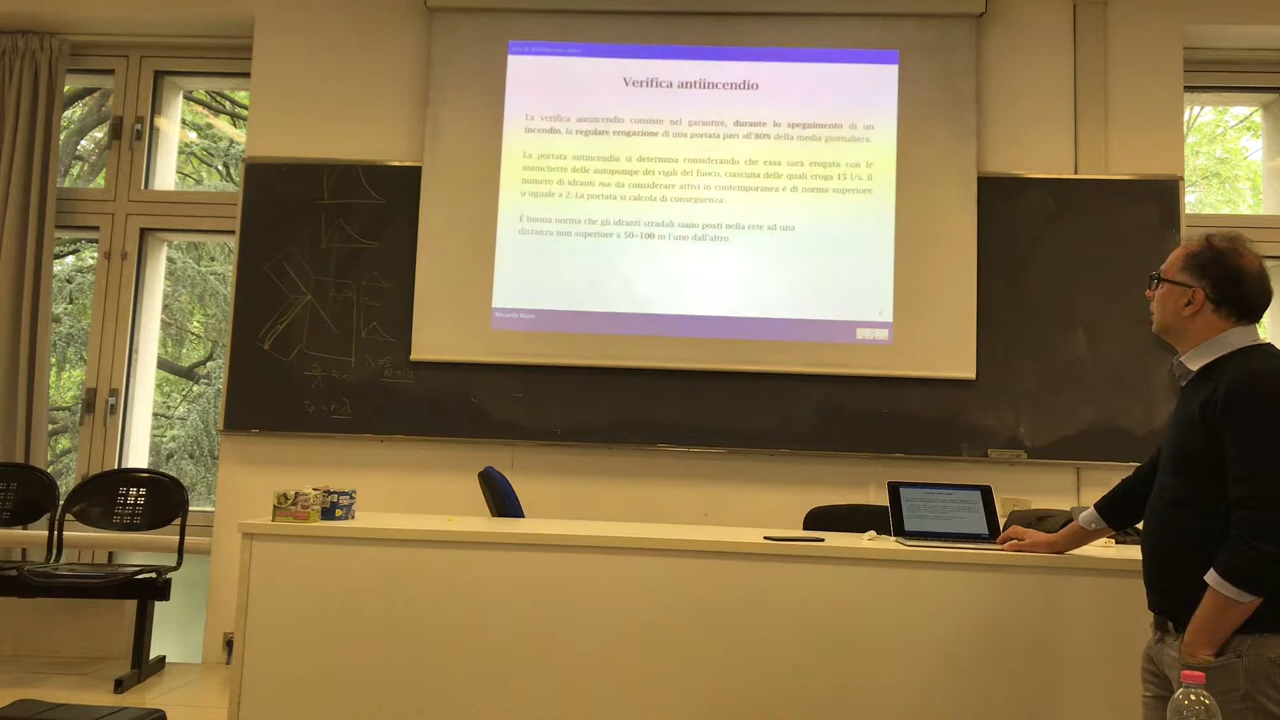 Verifica antiincendio
La verifica antincendio consiste nel garantire, durante lo spegnimento di un
incendio, la regolare erogazione di una portata pari all'80% della media giornaliera.
La portata antincendio si determina considerando che essa sarà erogata con le
manichette delle autopompe dei vigili del fuoco, ciascuna delle quali eroga 15 l/s. il
numero di idranti da considerare attivi in contemporanea è di norma superiore
o uguale a 2. La portata si calcola di conseguenza.
È buona norma che gli idranti stradali siano posti nella rete ad una
distanza non superiore a 50–100 m l'uno dall'altro.
Riccardo Rigon